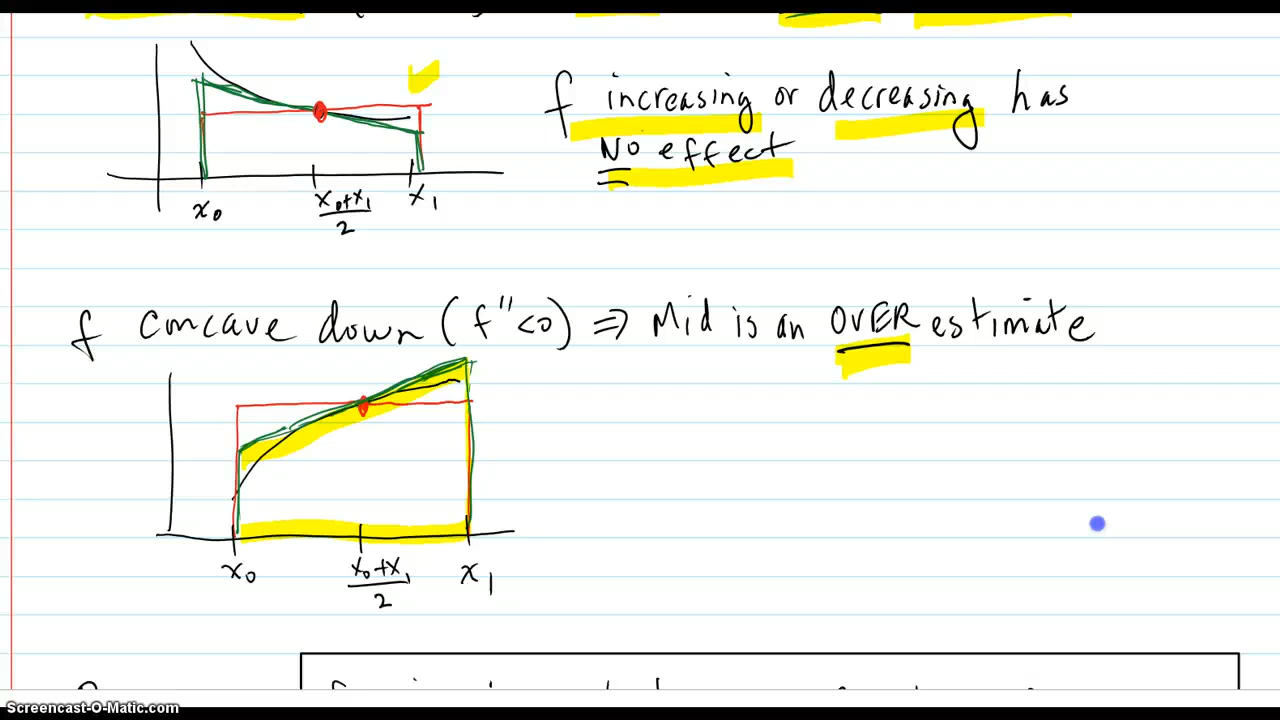 f increasing or decreasing has
No effect
x₀ (x₀+x₁)/2 x₁
f concave down (f''<0) ⇒ Mid is an OVER estimate
x₀ (x₀+x₁)/2 x₁
Screencast-O-Matic.com